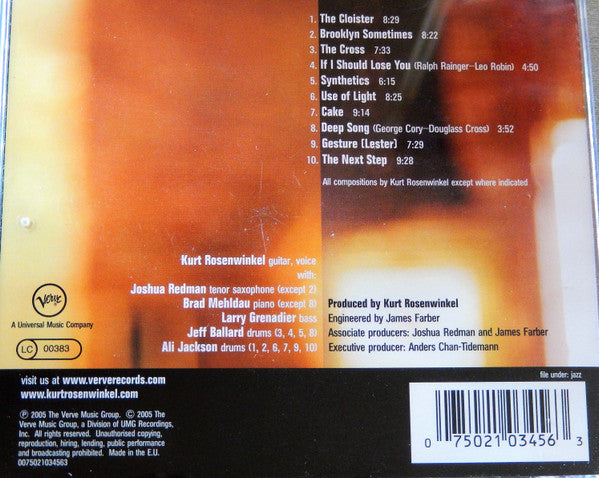 1. The Cloister 8:29
2. Brooklyn Sometimes 8:22
3. The Cross 7:33
4. If I Should Lose You (Ralph Rainger–Leo Robin) 4:50
5. Synthetics 6:15
6. Use of Light 8:25
7. Cake 9:14
8. Deep Song (George Cory–Douglass Cross) 3:52
9. Gesture (Lester) 7:29
10. The Next Step 9:28
All compositions by Kurt Rosenwinkel except where indicated
Kurt Rosenwinkel guitar, voice
with:
Joshua Redman tenor saxophone (except 2)
Brad Mehldau piano (except 8)
Larry Grenadier bass
Jeff Ballard drums (3, 4, 5, 8)
Ali Jackson drums (1, 2, 6, 7, 9, 10)
Verve
A Universal Music Company
LC 00383
Produced by Kurt Rosenwinkel
Engineered by James Farber
Associate producers: Joshua Redman and James Farber
Executive producer: Anders Chan-Tidemann
visit us at www.ververecords.com
www.kurtrosenwinkel.com
℗ 2005 The Verve Music Group. © 2005 The
Verve Music Group, a Division of UMG Recordings,
Inc. All rights reserved. Unauthorised copying,
reproduction, hiring, lending, public performance
and broadcasting prohibited. Made in the E.U.
0075021034563
file under: jazz
0 75021 03456 3